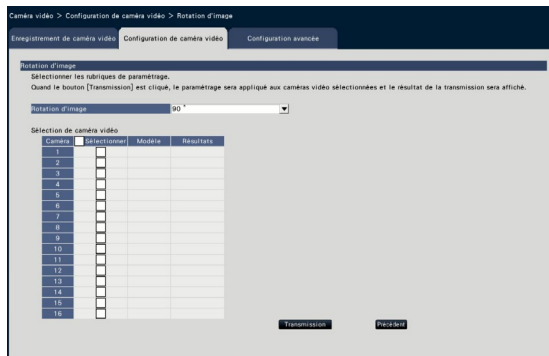 Caméra vidéo > Configuration de caméra vidéo > Rotation d'image
Enregistrement de caméra vidéo Configuration de caméra vidéo Configuration avancée
Rotation d'image
Sélectionner les rubriques de paramétrage.
Quand le bouton [Transmission] est cliqué, le paramétrage sera appliqué aux caméras vidéo sélectionnées et le résultat de la transmission sera affiché.
Rotation d'image 90 °
Sélection de caméra vidéo
Caméra Sélectionner Modèle Résultats
1
2
3
4
5
6
7
8
9
10
11
12
13
14
15
16
Transmission Précédent